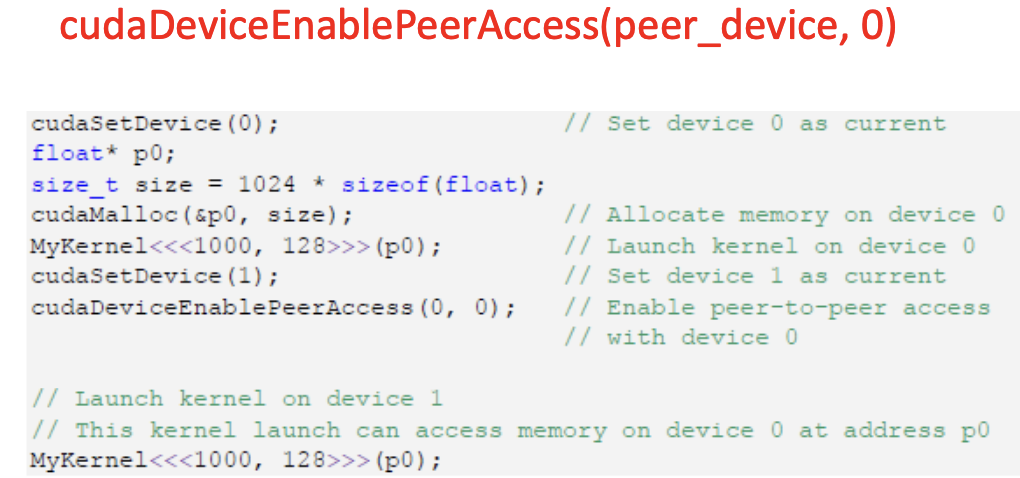 cudaDeviceEnablePeerAccess(peer_device, 0)
cudaSetDevice(0); // Set device 0 as current
float* p0;
size_t size = 1024 * sizeof(float);
cudaMalloc(&p0, size); // Allocate memory on device 0
MyKernel<<<1000, 128>>>(p0); // Launch kernel on device 0
cudaSetDevice(1); // Set device 1 as current
cudaDeviceEnablePeerAccess(0, 0); // Enable peer-to-peer access
// with device 0
// Launch kernel on device 1
// This kernel launch can access memory on device 0 at address p0
MyKernel<<<1000, 128>>>(p0);